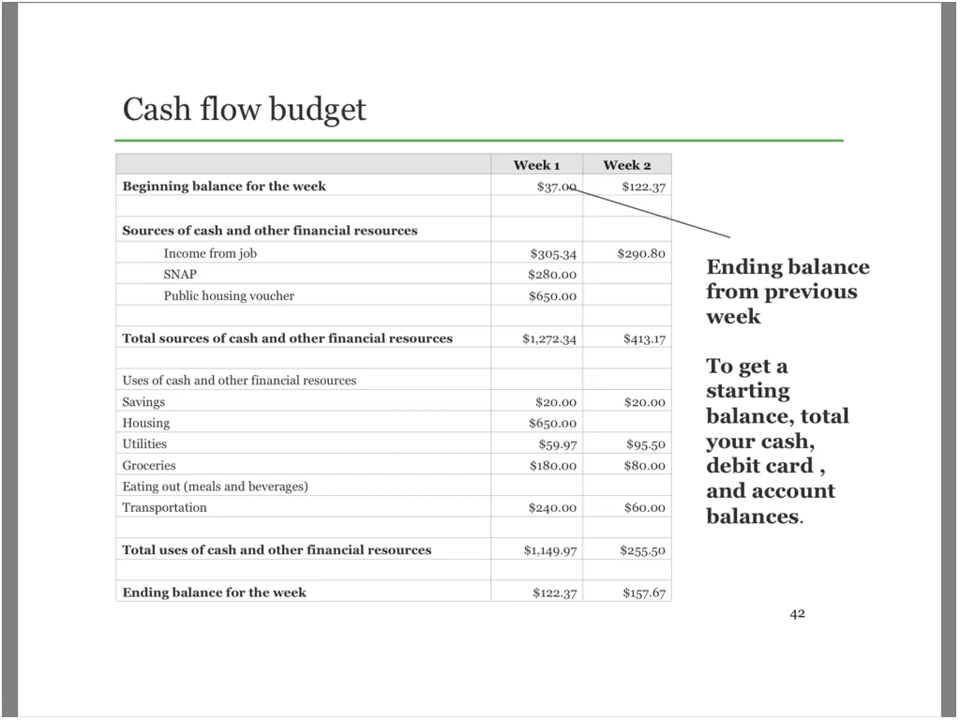 Cash flow budget
Week 1 Week 2
Beginning balance for the week $37.00 $122.37
Sources of cash and other financial resources
Income from job $305.34 $290.80
SNAP $280.00
Public housing voucher $650.00
Total sources of cash and other financial resources $1,272.34 $413.17
Uses of cash and other financial resources
Savings $20.00 $20.00
Housing $650.00
Utilities $59.97 $95.50
Groceries $180.00 $80.00
Eating out (meals and beverages)
Transportation $240.00 $60.00
Total uses of cash and other financial resources $1,149.97 $255.50
Ending balance for the week $122.37 $157.67
Ending balance
from previous
week
To get a
starting
balance, total
your cash,
debit card ,
and account
balances.
42